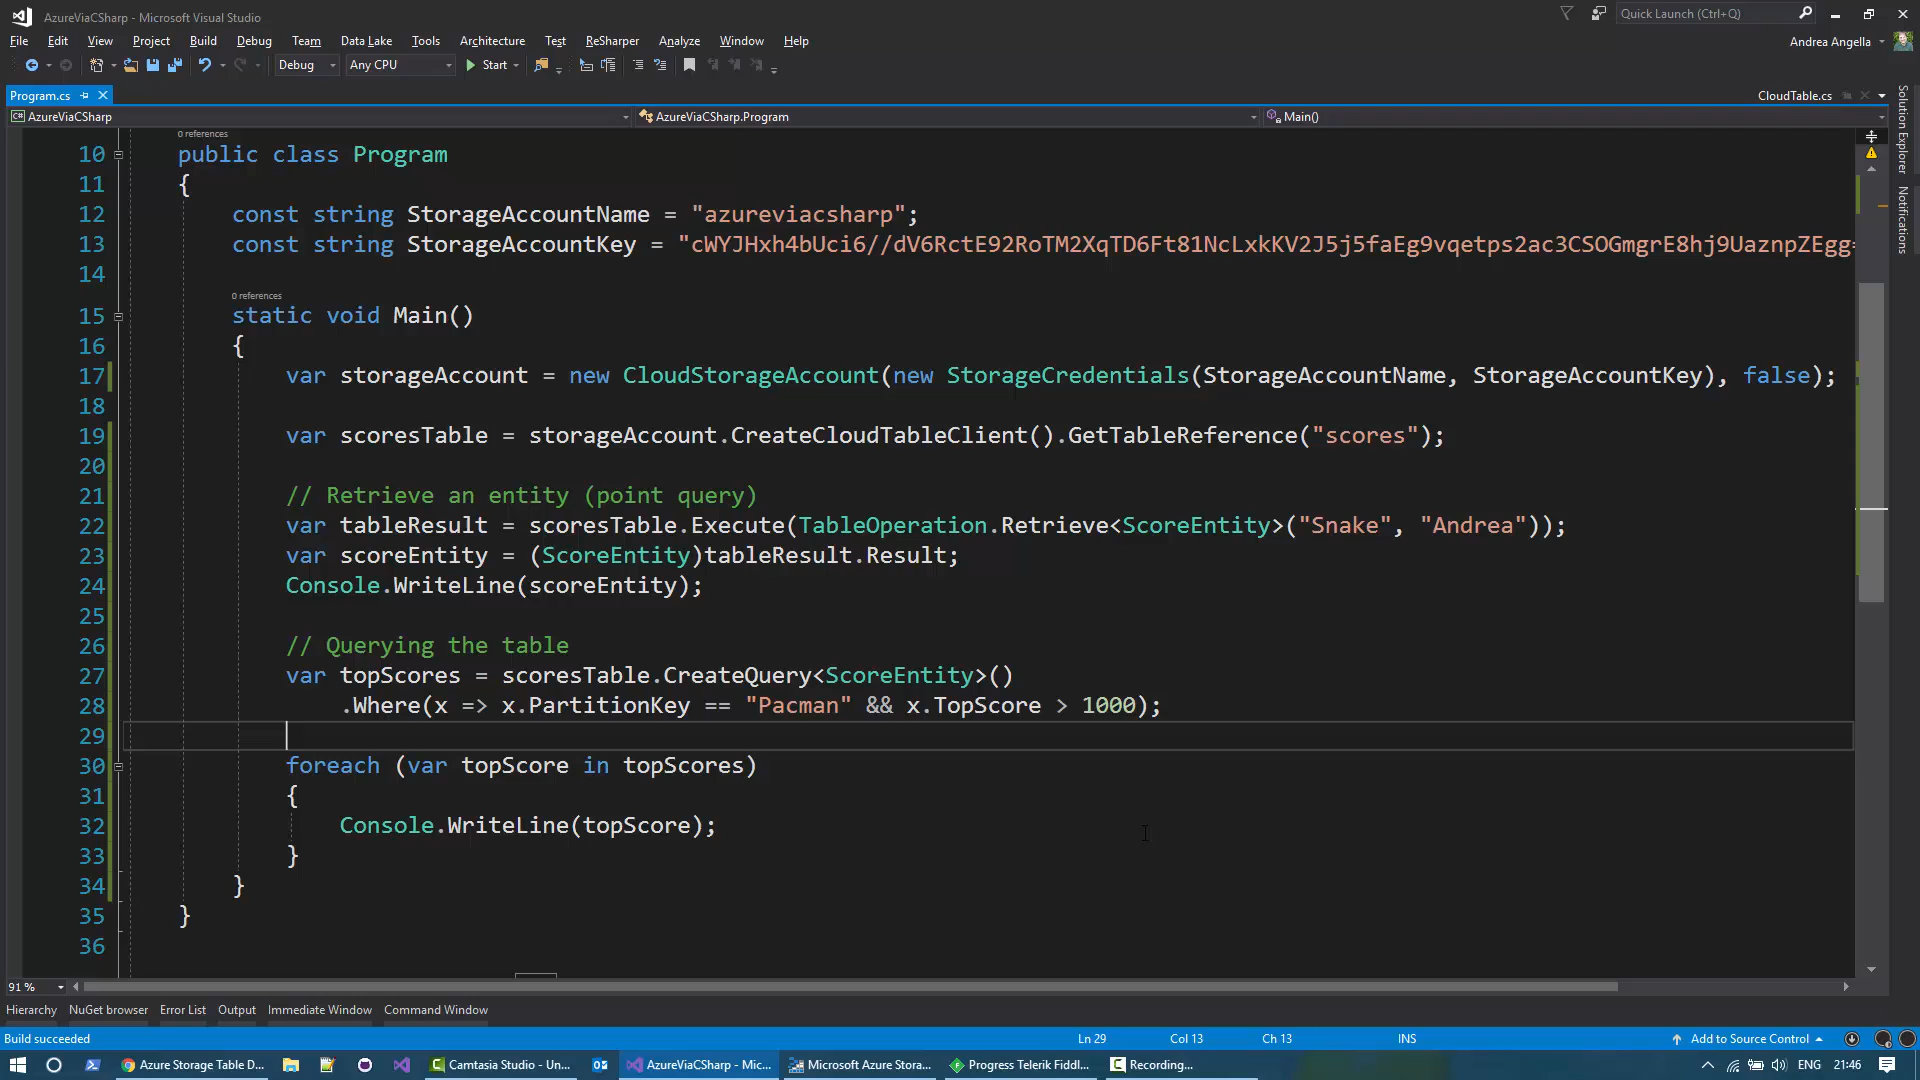 AzureViaCSharp - Microsoft Visual Studio
Quick Launch (Ctrl+Q)
File Edit View Project Build Debug Team Data Lake Tools Architecture Test ReSharper Analyze Window Help
Andrea Angella
Debug Any CPU Start
Program.cs
CloudTable.cs
AzureViaCSharp
AzureViaCSharp.Program
Main()
Solution Explorer
Notifications
0 references
10 public class Program
11 {
12 const string StorageAccountName = "azureviacsharp";
13 const string StorageAccountKey = "cWYJHxh4bUci6//dV6RctE92RoTM2XqTD6Ft81NcLxkKV2J5j5faEg9vqetps2ac3CSOGmgrE8hj9UaznpZEgg=
14
0 references
15 static void Main()
16 {
17 var storageAccount = new CloudStorageAccount(new StorageCredentials(StorageAccountName, StorageAccountKey), false);
18
19 var scoresTable = storageAccount.CreateCloudTableClient().GetTableReference("scores");
20
21 // Retrieve an entity (point query)
22 var tableResult = scoresTable.Execute(TableOperation.Retrieve<ScoreEntity>("Snake", "Andrea"));
23 var scoreEntity = (ScoreEntity)tableResult.Result;
24 Console.WriteLine(scoreEntity);
25
26 // Querying the table
27 var topScores = scoresTable.CreateQuery<ScoreEntity>()
28 .Where(x => x.PartitionKey == "Pacman" && x.TopScore > 1000);
29
30 foreach (var topScore in topScores)
31 {
32 Console.WriteLine(topScore);
33 }
34 }
35 }
36
91 %
Hierarchy NuGet browser Error List Output Immediate Window Command Window
Build succeeded Ln 29 Col 13 Ch 13 INS Add to Source Control
Azure Storage Table D... Camtasia Studio - Un... AzureViaCSharp - Mic... Microsoft Azure Stora... Progress Telerik Fiddl... Recording... ENG 21:46